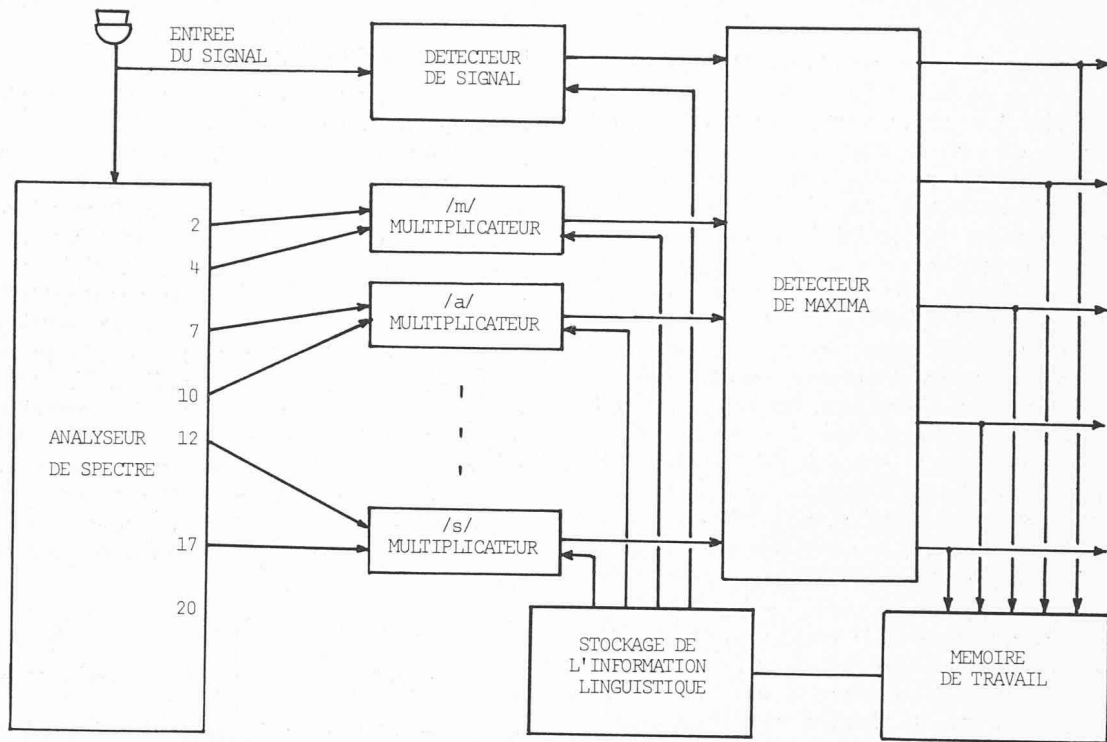 ENTREE
DU SIGNAL
DETECTEUR
DE SIGNAL
2
4
7
10
12
17
20
ANALYSEUR
DE SPECTRE
/m/
MULTIPLICATEUR
/a/
MULTIPLICATEUR
/s/
MULTIPLICATEUR
DETECTEUR
DE MAXIMA
STOCKAGE DE
L'INFORMATION
LINGUISTIQUE
MEMOIRE
DE TRAVAIL